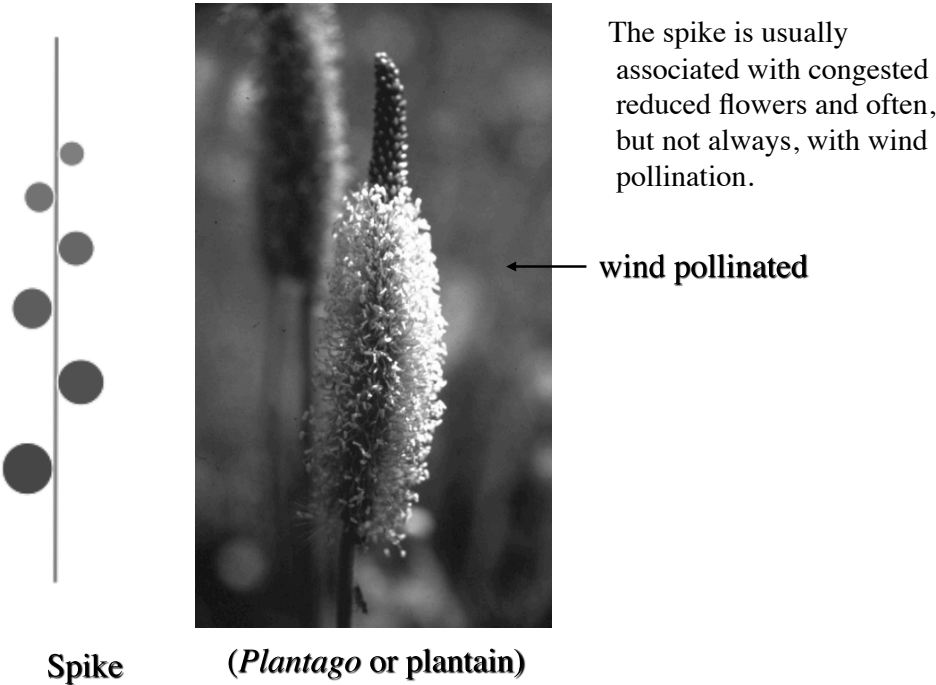 The spike is usually
associated with congested
reduced flowers and often,
but not always, with wind
pollination.
wind pollinated
Spike
(Plantago or plantain)